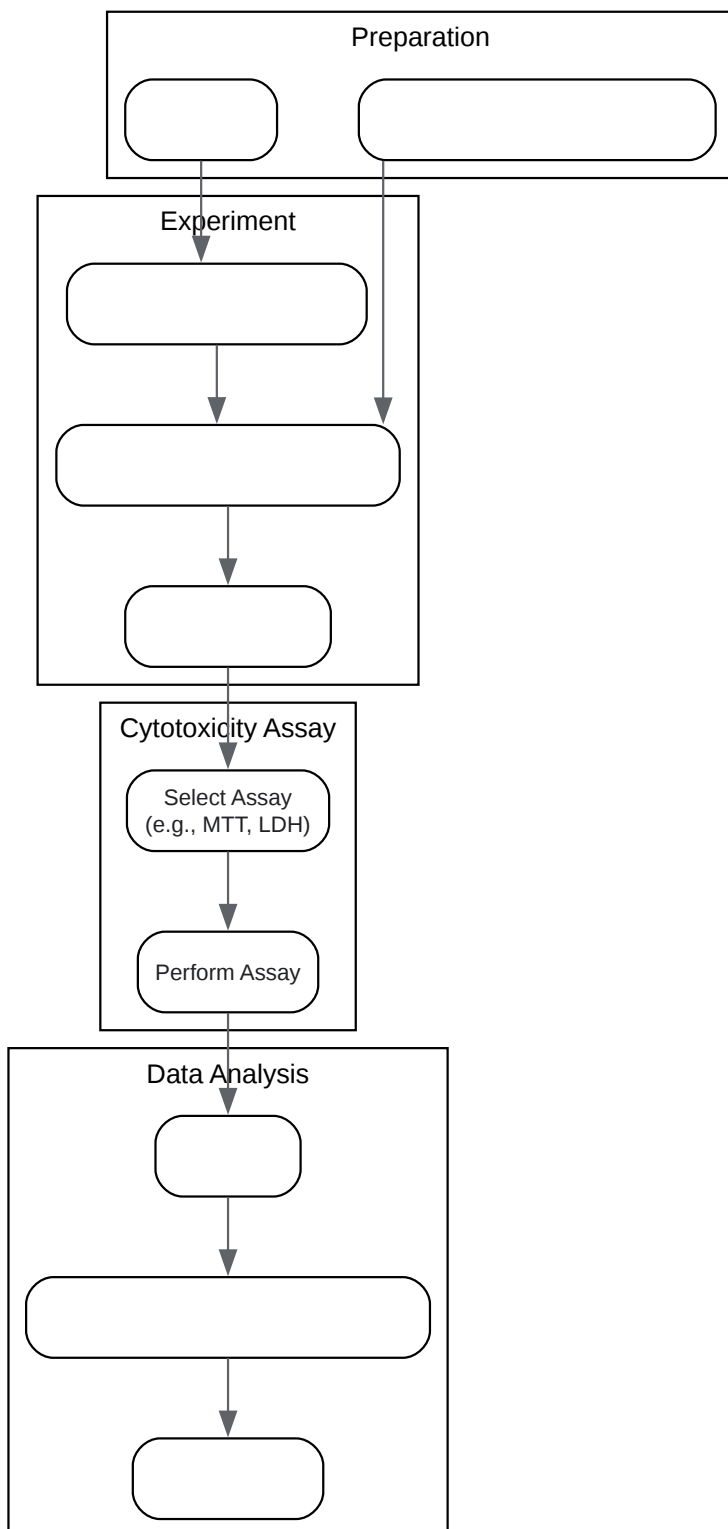 Preparation
Experiment
Cytotoxicity Assay
Select Assay
(e.g., MTT, LDH)
Perform Assay
Data Analysis